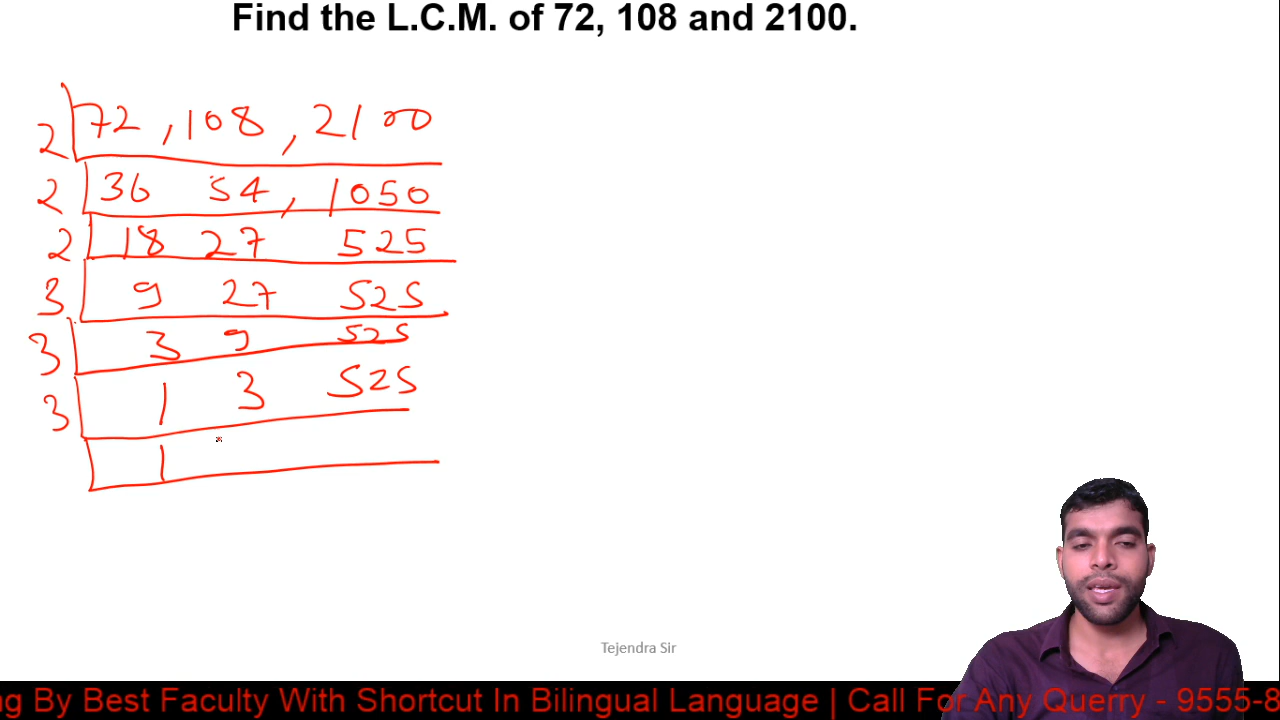 Find the L.C.M. of 72, 108 and 2100.
2 72 , 108 , 2100
2 36 54 , 1050
2 18 27 525
3 9 27 525
3 3 9 525
3 1 3 525
1
Tejendra Sir
ng By Best Faculty With Shortcut In Bilingual Language | Call For Any Querry - 9555-8